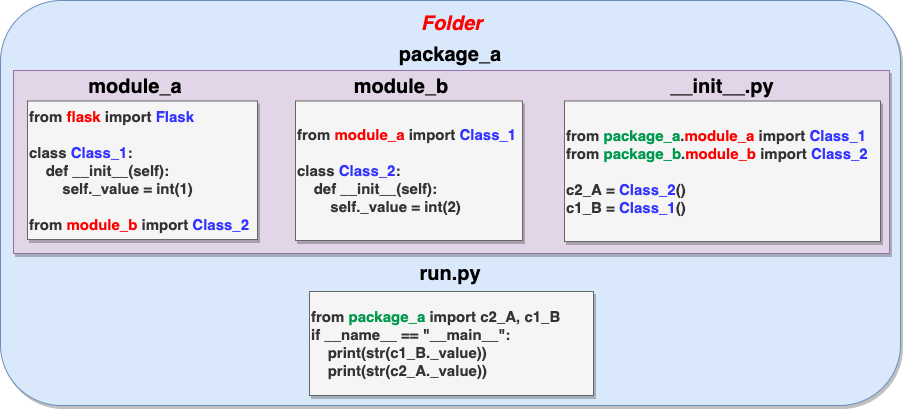 Folder
package_a
module_a
from flask import Flask
class Class_1:
def __init__(self):
self._value = int(1)
from module_b import Class_2
module_b
from module_a import Class_1
class Class_2:
def __init__(self):
self._value = int(2)
__init__.py
from package_a.module_a import Class_1
from package_b.module_b import Class_2
c2_A = Class_2()
c1_B = Class_1()
run.py
from package_a import c2_A, c1_B
if __name__ == "__main__":
print(str(c1_B._value))
print(str(c2_A._value))